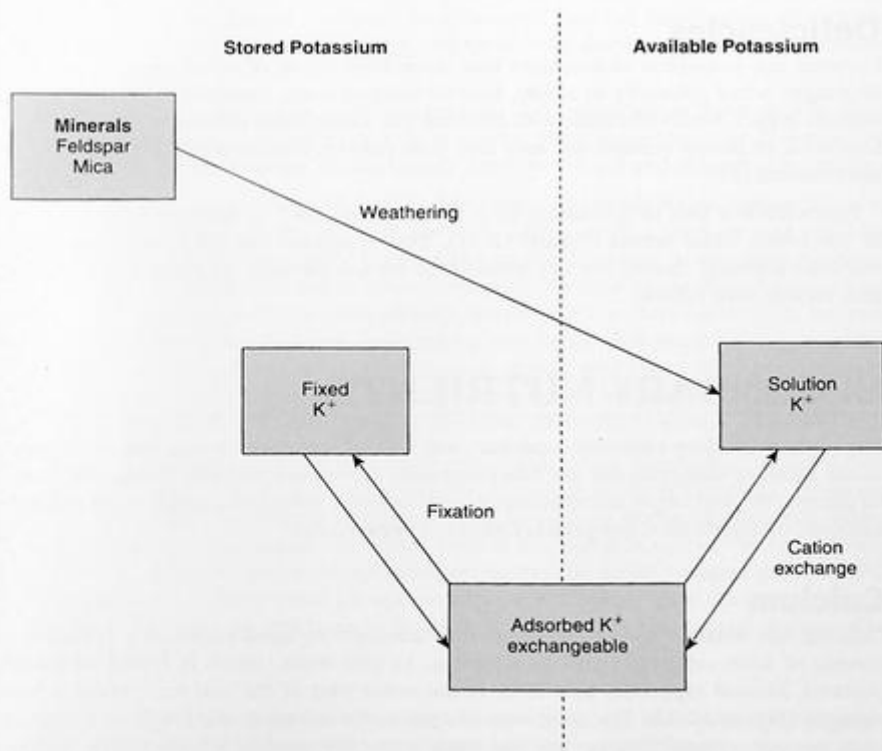 Stored Potassium
Available Potassium
Minerals
Feldspar
Mica
Weathering
Fixed
K⁺
Solution
K⁺
Fixation
Cation
exchange
Adsorbed K⁺
exchangeable